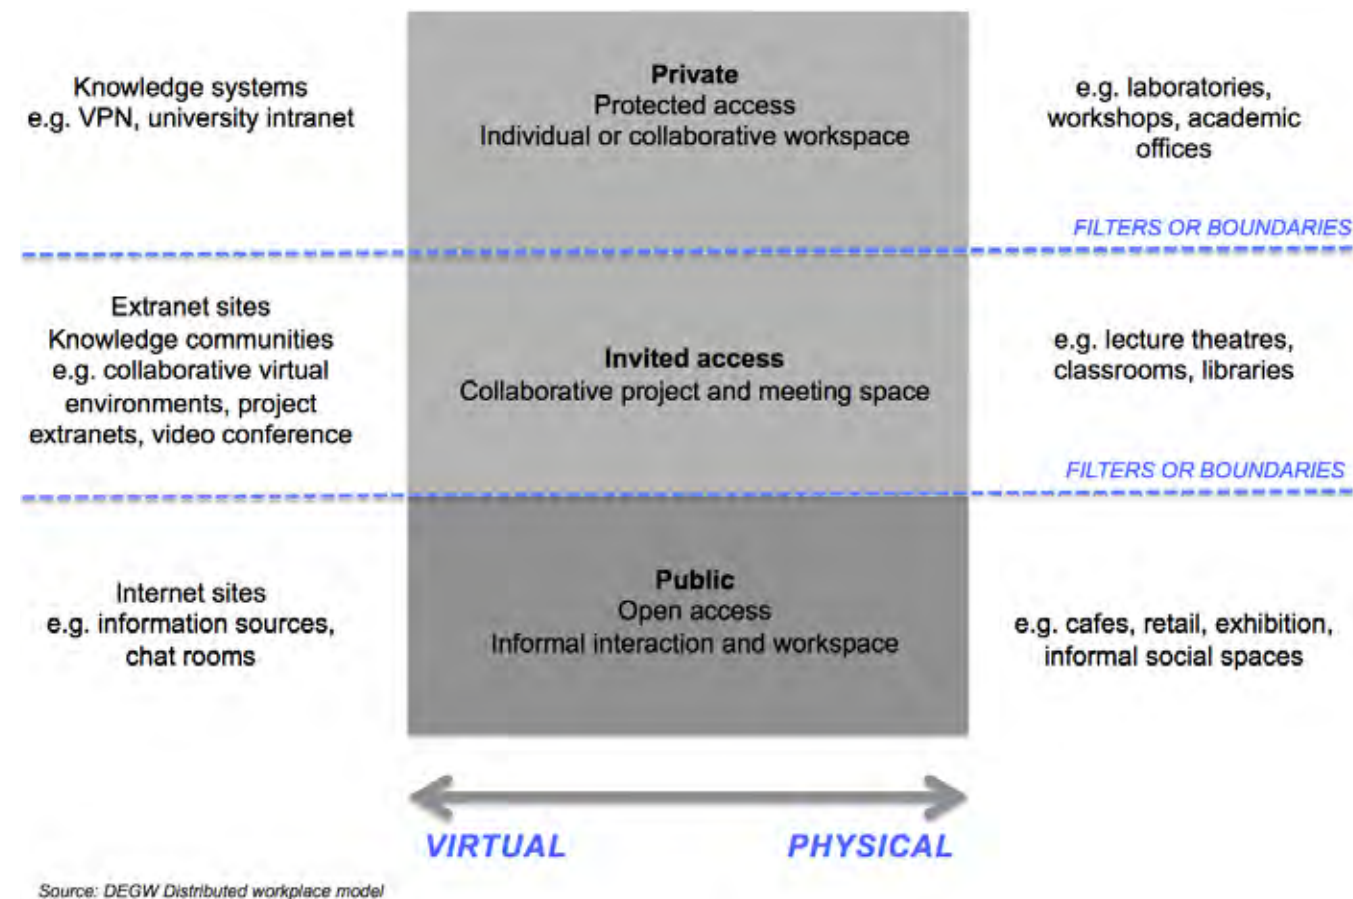 Knowledge systems
e.g. VPN, university intranet
Private
Protected access
Individual or collaborative workspace
e.g. laboratories,
workshops, academic
offices
FILTERS OR BOUNDARIES
Extranet sites
Knowledge communities
e.g. collaborative virtual
environments, project
extranets, video conference
Invited access
Collaborative project and meeting space
e.g. lecture theatres,
classrooms, libraries
FILTERS OR BOUNDARIES
Internet sites
e.g. information sources,
chat rooms
Public
Open access
Informal interaction and workspace
e.g. cafes, retail, exhibition,
informal social spaces
VIRTUAL
PHYSICAL
Source: DEGW Distributed workplace model